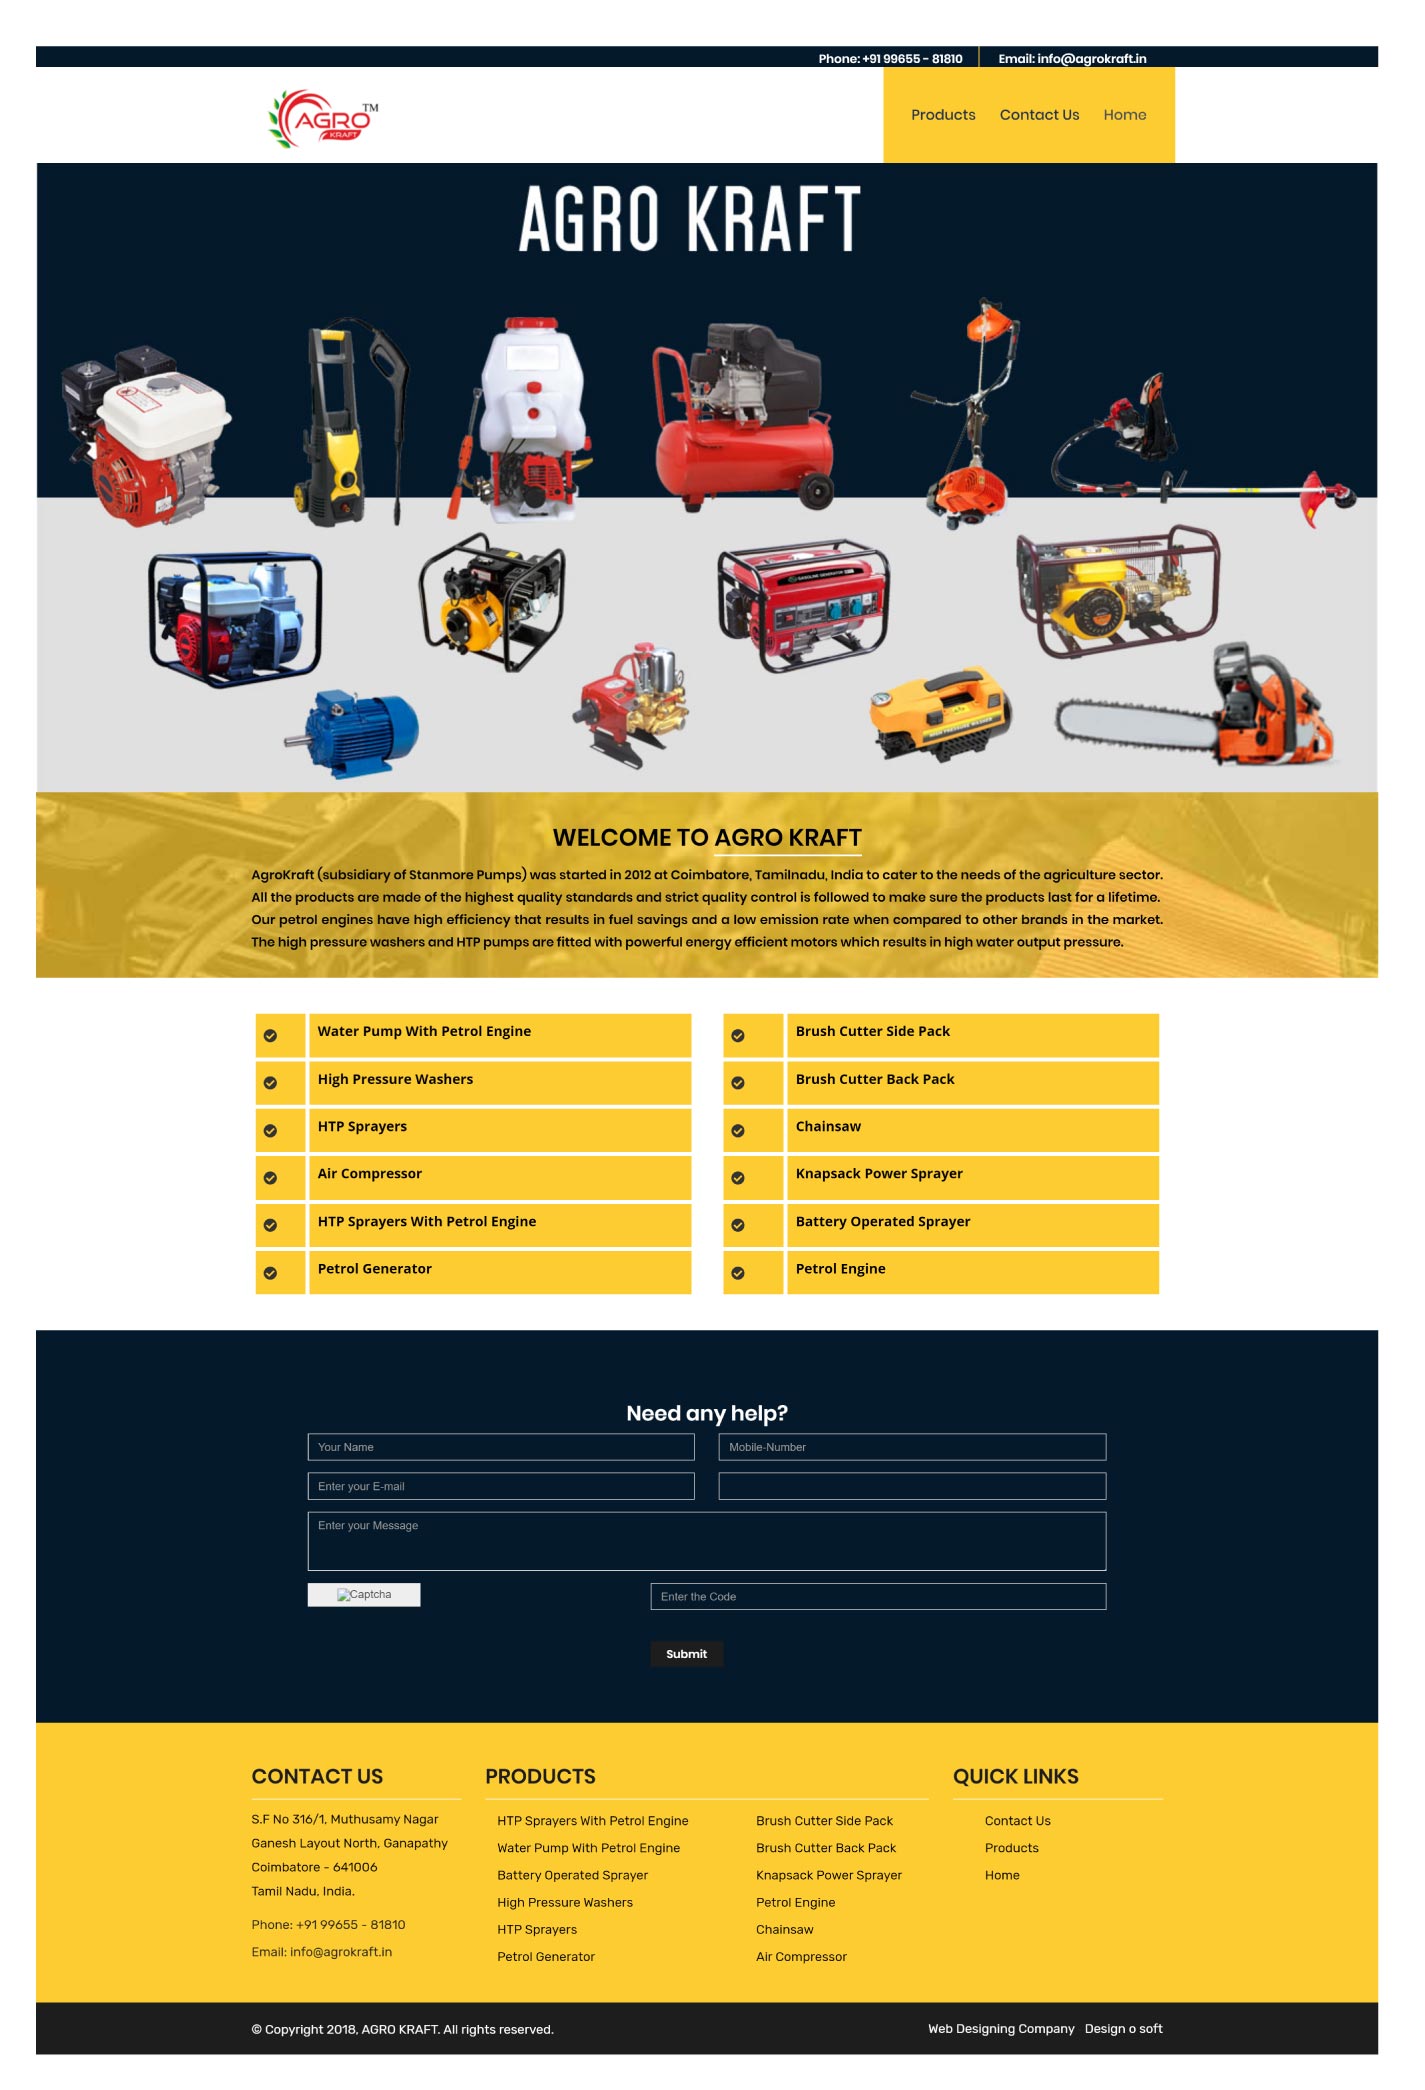 Phone: +91 99655 - 81810
Email: info@agrokraft.in
AGRO
TM
KRAFT
Products
Contact Us
Home
AGRO KRAFT
WELCOME TO AGRO KRAFT
AgroKraft (subsidiary of Stanmore Pumps) was started in 2012 at Coimbatore, Tamilnadu, India to cater to the needs of the agriculture sector.
All the products are made of the highest quality standards and strict quality control is followed to make sure the products last for a lifetime.
Our petrol engines have high efficiency that results in fuel savings and a low emission rate when compared to other brands in the market.
The high pressure washers and HTP pumps are fitted with powerful energy efficient motors which results in high water output pressure.
Water Pump With Petrol Engine
High Pressure Washers
HTP Sprayers
Air Compressor
HTP Sprayers With Petrol Engine
Petrol Generator
Brush Cutter Side Pack
Brush Cutter Back Pack
Chainsaw
Knapsack Power Sprayer
Battery Operated Sprayer
Petrol Engine
Need any help?
Your Name
Mobile-Number
Enter your E-mail
Enter your Message
Captcha
Enter the Code
Submit
CONTACT US
S.F No 316/1, Muthusamy Nagar
Ganesh Layout North, Ganapathy
Coimbatore - 641006
Tamil Nadu, India.
Phone: +91 99655 - 81810
Email: info@agrokraft.in
PRODUCTS
HTP Sprayers With Petrol Engine
Water Pump With Petrol Engine
Battery Operated Sprayer
High Pressure Washers
HTP Sprayers
Petrol Generator
Brush Cutter Side Pack
Brush Cutter Back Pack
Knapsack Power Sprayer
Petrol Engine
Chainsaw
Air Compressor
QUICK LINKS
Contact Us
Products
Home
© Copyright 2018, AGRO KRAFT. All rights reserved.
Web Designing Company Design o soft